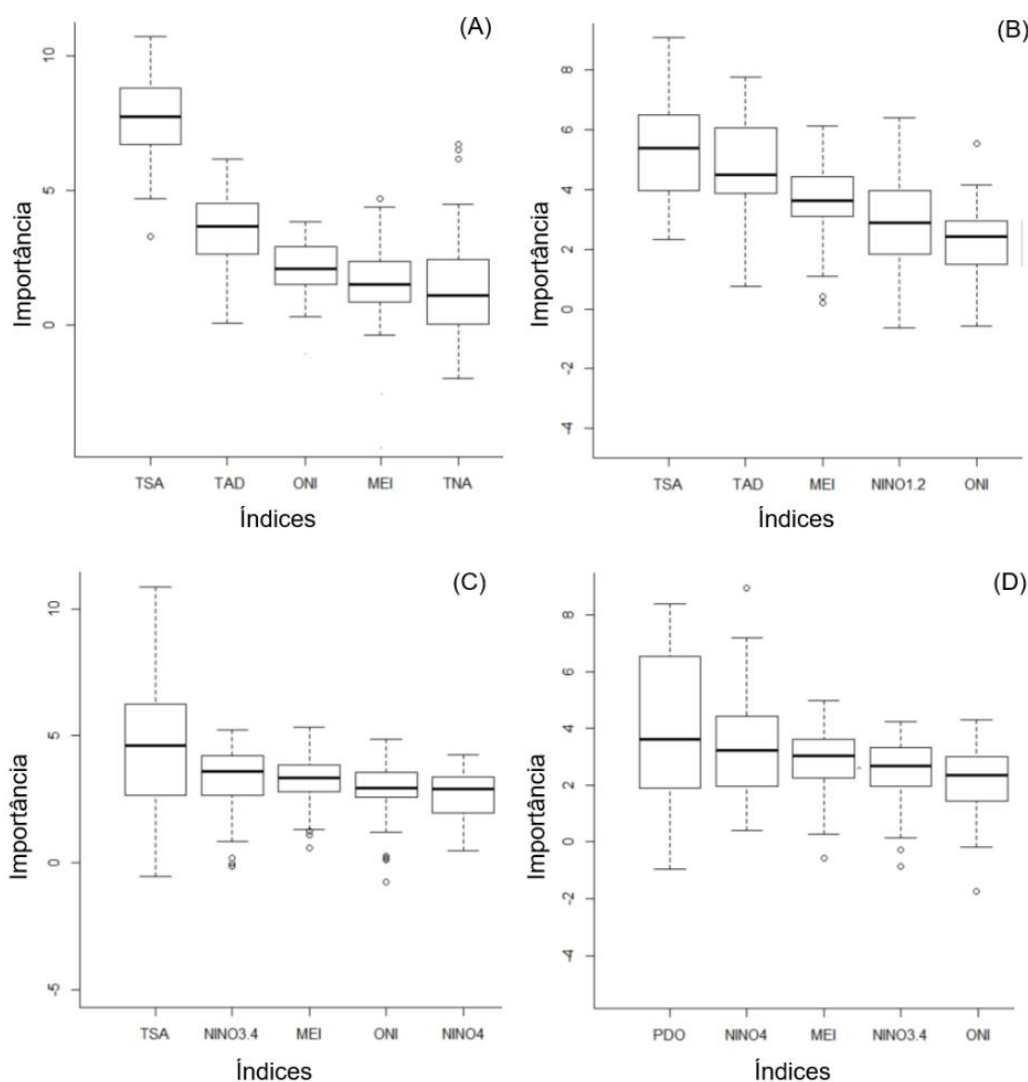 (A)
Importância
10
5
0
TSA TAD ONI MEI TNA
Índices
(B)
Importância
8
6
4
2
0
-2
-4
TSA TAD MEI NINO1.2 ONI
Índices
(C)
Importância
10
5
0
-5
TSA NINO3.4 MEI ONI NINO4
Índices
(D)
Importância
8
6
4
2
0
-2
-4
PDO NINO4 MEI NINO3.4 ONI
Índices